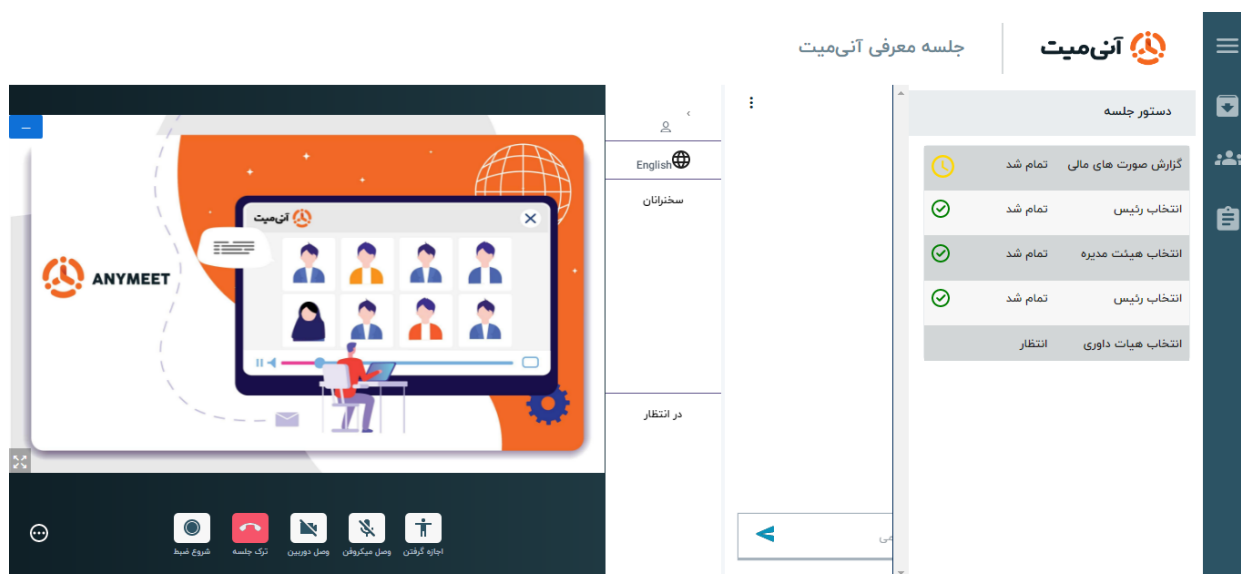 آنی‌میت
جلسه معرفی آنی‌میت
دستور جلسه
گزارش صورت های مالی تمام شد
انتخاب رئیس تمام شد
انتخاب هیئت مدیره تمام شد
انتخاب رئیس تمام شد
انتخاب هیات داوری انتظار
English
سخنرانان
در انتظار
آنی‌میت
ANYMEET
اجازه گرفتن
وصل میکروفن
وصل دوربین
ترک جلسه
شروع ضبط